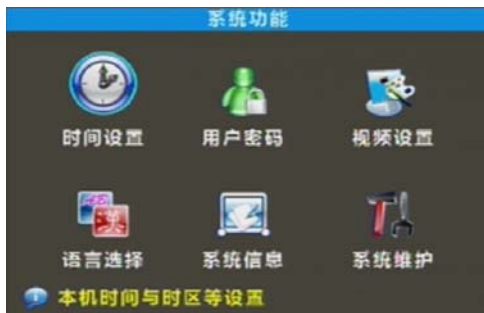 系统功能
时间设置 用户密码 视频设置
语言选择 系统信息 系统维护
本机时间与时区等设置